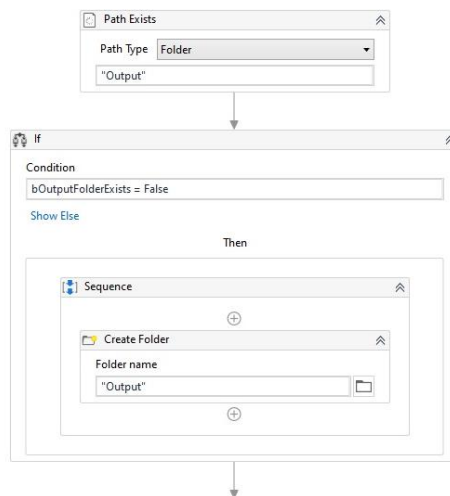 Path Exists
Path Type Folder
"Output"
If
Condition
bOutputFolderExists = False
Show Else
Then
Sequence
Create Folder
Folder name
"Output"